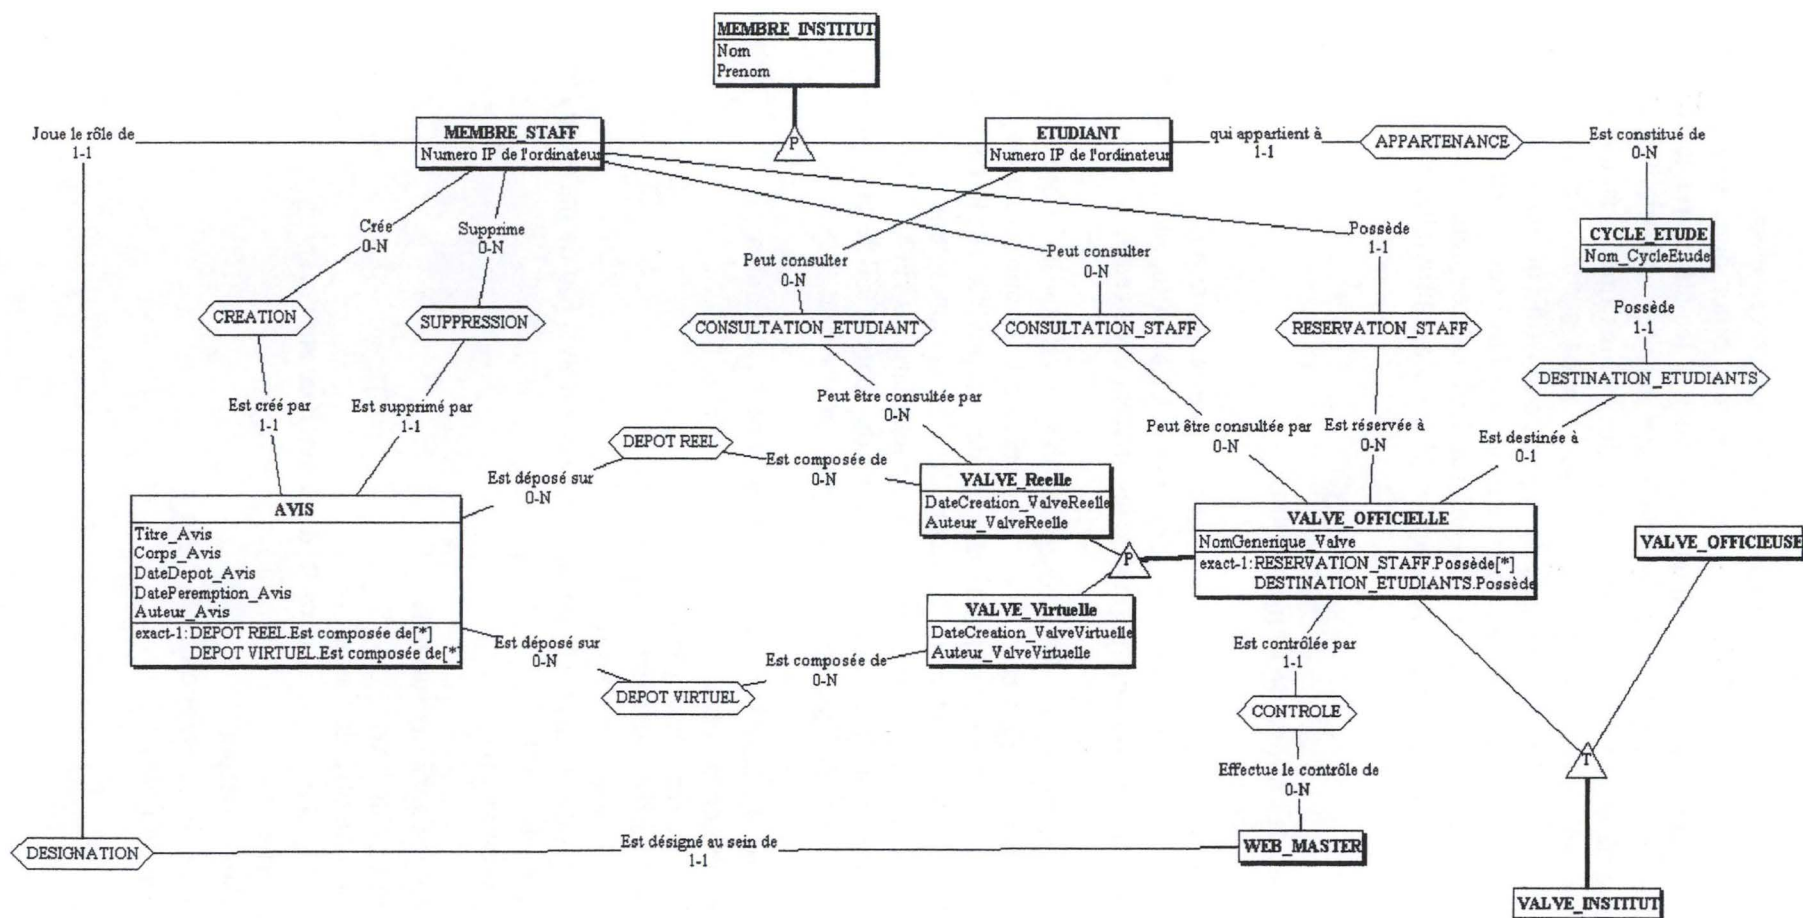 MEMBRE_INSTITUT
Nom
Prenom
Joue le rôle de
1-1
MEMBRE_STAFF
Numero IP de l'ordinateur
P
ETUDIANT
Numero IP de l'ordinateur
qui appartient à
1-1
APPARTENANCE
Est constitué de
0-N
CYCLE_ETUDE
Nom_CycleEtude
Crée
0-N
Supprime
0-N
Peut consulter
0-N
Peut consulter
0-N
Possède
1-1
Possède
1-1
CREATION
SUPPRESSION
CONSULTATION_ETUDIANT
CONSULTATION_STAFF
RESERVATION_STAFF
DESTINATION_ETUDIANTS
Est créé par
1-1
Est supprimé par
1-1
Peut être consultée par
0-N
Peut être consultée par
0-N
Est réservée à
0-N
Est destinée à
0-1
DEPOT REEL
Est déposé sur
0-N
Est composée de
0-N
AVIS
Titre_Avis
Corps_Avis
DateDepot_Avis
DatePeremption_Avis
Auteur_Avis
exact-1: DEPOT REEL.Est composée de[*]
DEPOT VIRTUEL.Est composée de[*]
VALVE_Reelle
DateCreation_ValveReelle
Auteur_ValveReelle
P
VALVE_OFFICIELLE
NomGenerique_Valve
exact-1: RESERVATION_STAFF.Possède[*]
DESTINATION_ETUDIANTS.Possède
VALVE_OFFICIEUSE
VALVE_Virtuelle
DateCreation_ValveVirtuelle
Auteur_ValveVirtuelle
Est déposé sur
0-N
Est composée de
0-N
DEPOT VIRTUEL
Est contrôlée par
1-1
CONTROLE
Effectue le contrôle de
0-N
T
DESIGNATION
Est désigné au sein de
1-1
WEB_MASTER
VALVE_INSTITUT